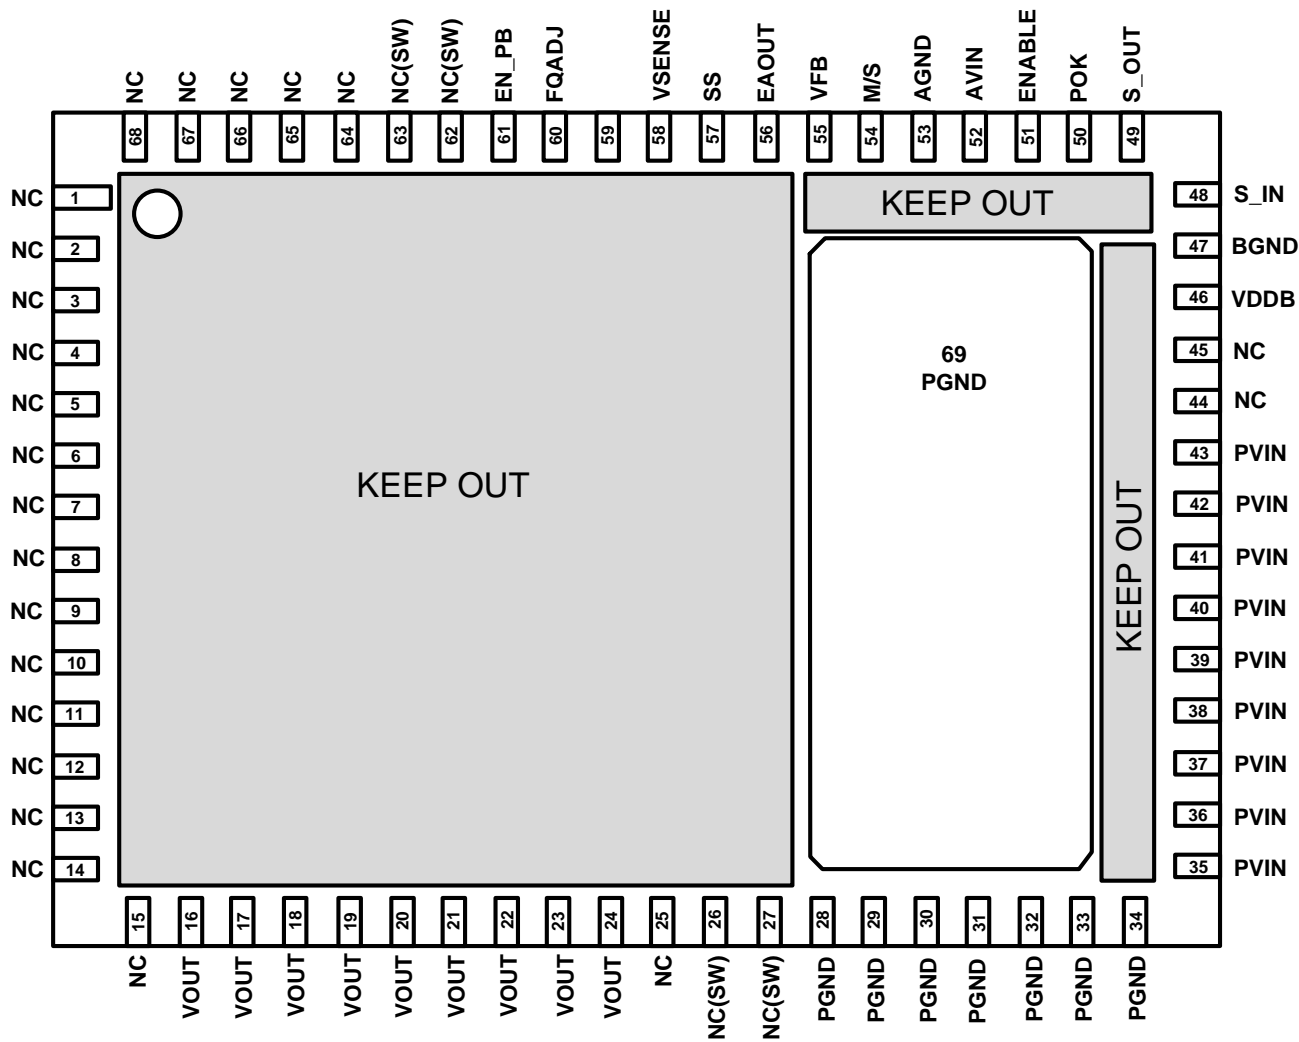 NC
NC
NC
NC
NC
NC(SW)
NC(SW)
EN_PB
FQADJ
VSENSE
SS
EAOUT
VFB
M/S
AGND
AVIN
ENABLE
POK
S_OUT
68
67
66
65
64
63
62
61
60
59
58
57
56
55
54
53
52
51
50
49
NC 1
NC 2
NC 3
NC 4
NC 5
NC 6
NC 7
NC 8
NC 9
NC 10
NC 11
NC 12
NC 13
NC 14
KEEP OUT
KEEP OUT
69
PGND
KEEP OUT
48 S_IN
47 BGND
46 VDDB
45 NC
44 NC
43 PVIN
42 PVIN
41 PVIN
40 PVIN
39 PVIN
38 PVIN
37 PVIN
36 PVIN
35 PVIN
15
16
17
18
19
20
21
22
23
24
25
26
27
28
29
30
31
32
33
34
NC
VOUT
VOUT
VOUT
VOUT
VOUT
VOUT
VOUT
VOUT
VOUT
NC
NC(SW)
NC(SW)
PGND
PGND
PGND
PGND
PGND
PGND
PGND